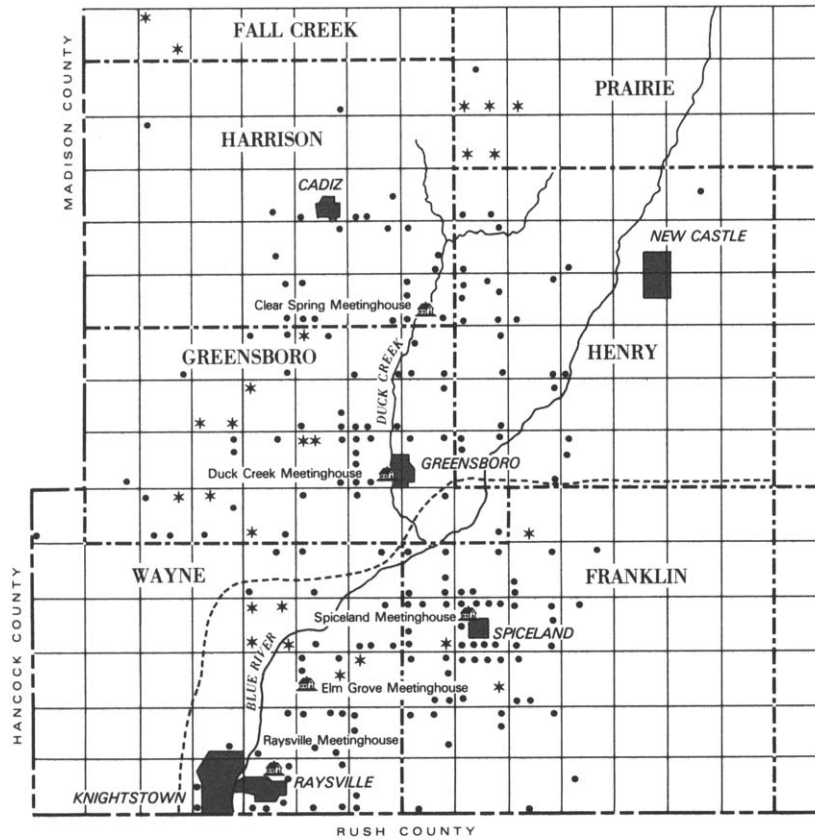 FALL CREEK
PRAIRIE
MADISON COUNTY
HARRISON
CADIZ
NEW CASTLE
Clear Spring Meetinghouse
GREENSBORO
HENRY
DUCK CREEK
GREENSBORO
Duck Creek Meetinghouse
WAYNE
FRANKLIN
HANCOCK COUNTY
Spiceland Meetinghouse
SPICELAND
BLUE RIVER
Elm Grove Meetinghouse
Raysville Meetinghouse
RAYSVILLE
KNIGHTSTOWN
RUSH COUNTY